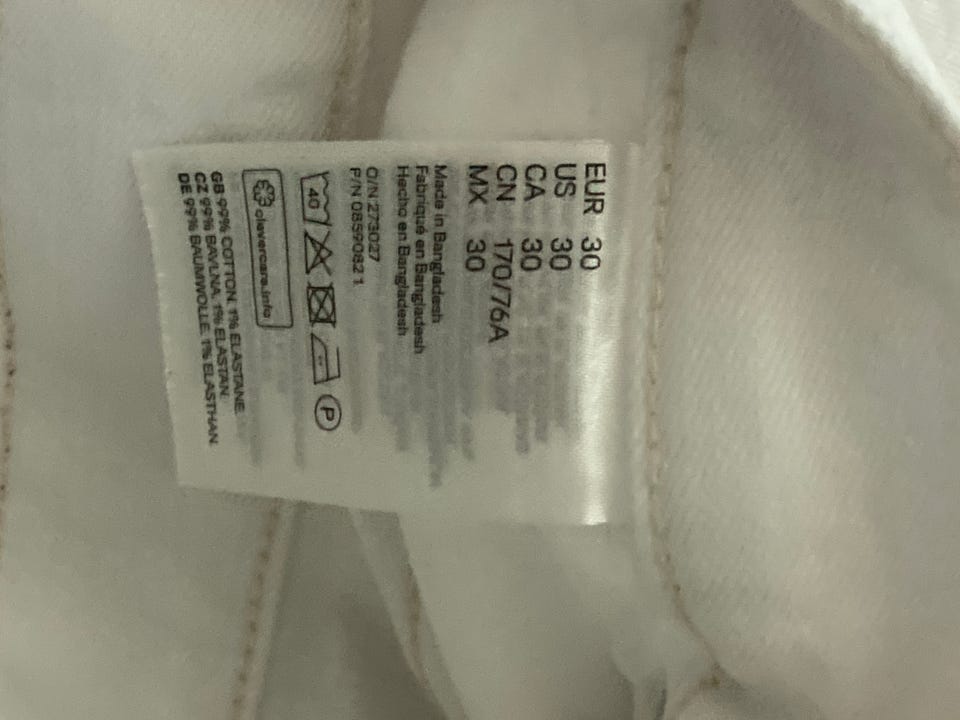 EUR 30
US 30
CA 30
CN 170/76A
MX 30
Made in Bangladesh
Fabriqué en Bangladesh
Hecho en Bangladesh
O/N 273027
P/N 0859082 1
40 P
clevercare.info
GB 99% COTTON. 1% ELASTANE.
CZ 99% BAVLNA. 1% ELASTAN.
DE 99% BAUMWOLLE. 1% ELASTHAN.